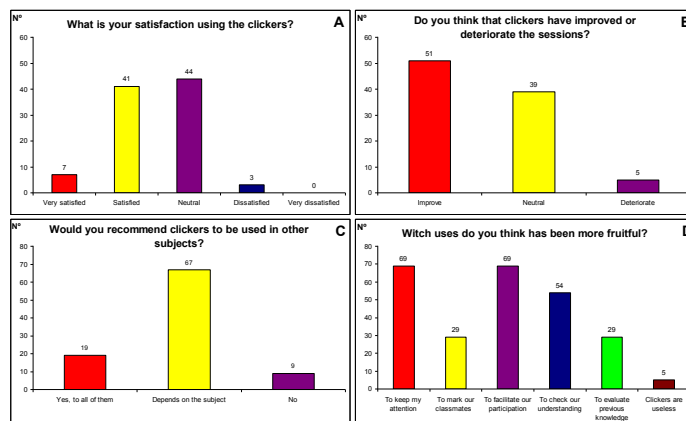 Nº
What is your satisfaction using the clickers?
A
60
50
40
30
20
10
0
7
41
44
3
0
Very satisfied
Satisfied
Neutral
Dissatisfied
Very dissatisfied
Nº
Do you think that clickers have improved or
deteriorate the sessions?
B
60
50
40
30
20
10
0
51
39
5
Improve
Neutral
Deteriorate
Nº
Would you recommend clickers to be used in other
subjects?
C
80
70
60
50
40
30
20
10
0
19
67
9
Yes, to all of them
Depends on the subject
No
Nº
Witch uses do you think has been more fruitful?
D
80
70
60
50
40
30
20
10
0
69
29
69
54
29
5
To keep my
attention
To mark our
classmates
To facilitate our
participation
To check our
understanding
To evaluate
previous
knowledge
Clickers are
useless